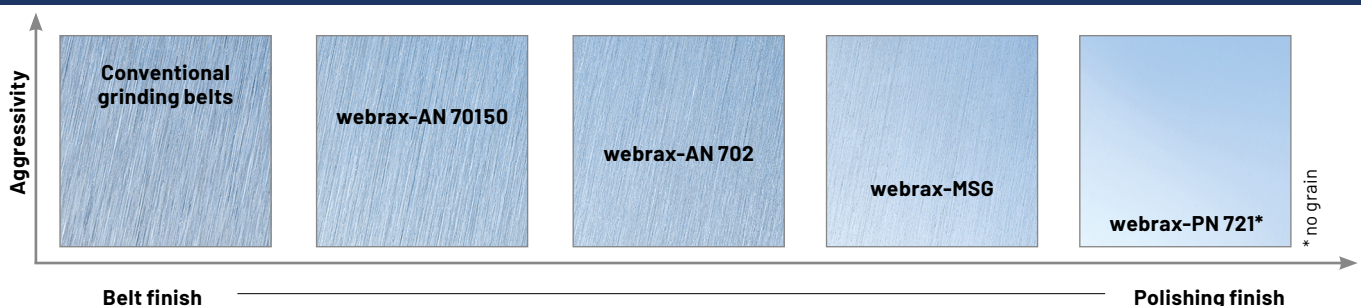 Aggressivity
Conventional
grinding belts
webrax-AN 70150
webrax-AN 702
webrax-MSG
webrax-PN 721*
* no grain
Belt finish
Polishing finish